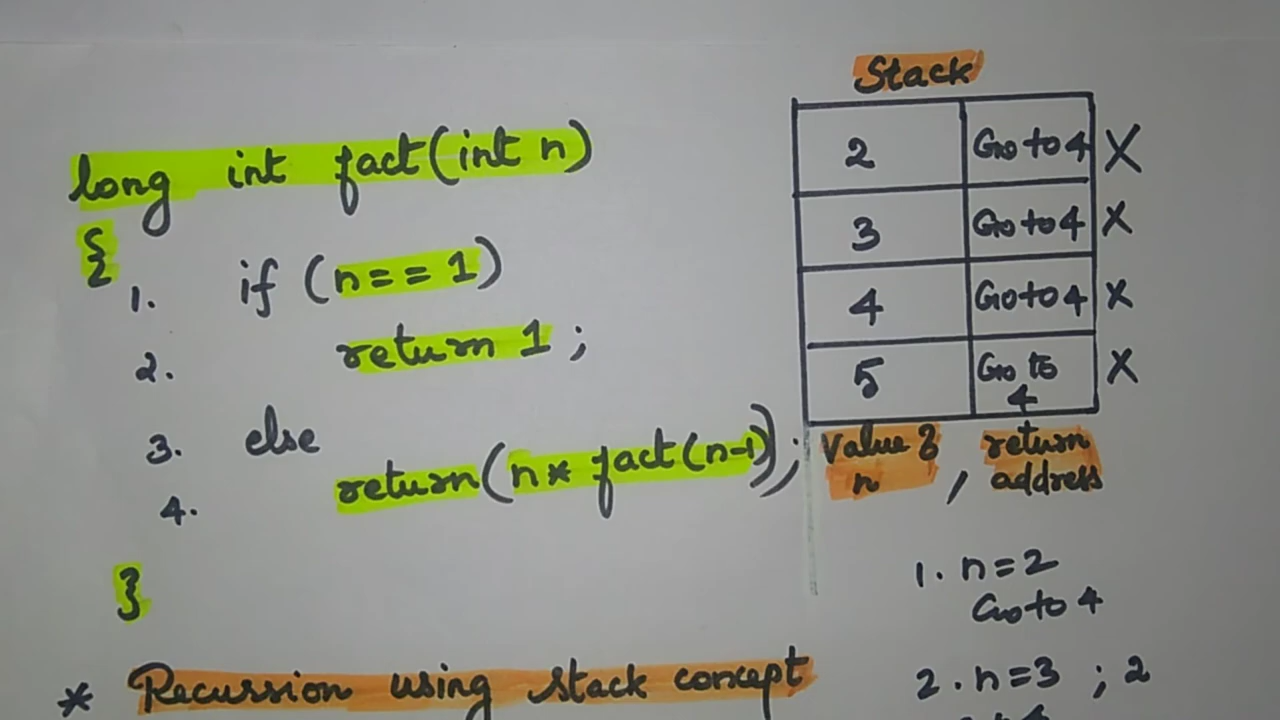 long int fact(int n)
{
1. if (n==1)
2. return 1;
3. else
4. return(n* fact(n-1));
}
* Recursion using stack concept
Stack
2 Go to 4 X
3 Go to 4 X
4 Go to 4 X
5 Go to 4 X
Value of n , return address
1. n=2
Go to 4
2. n=3 ; 2